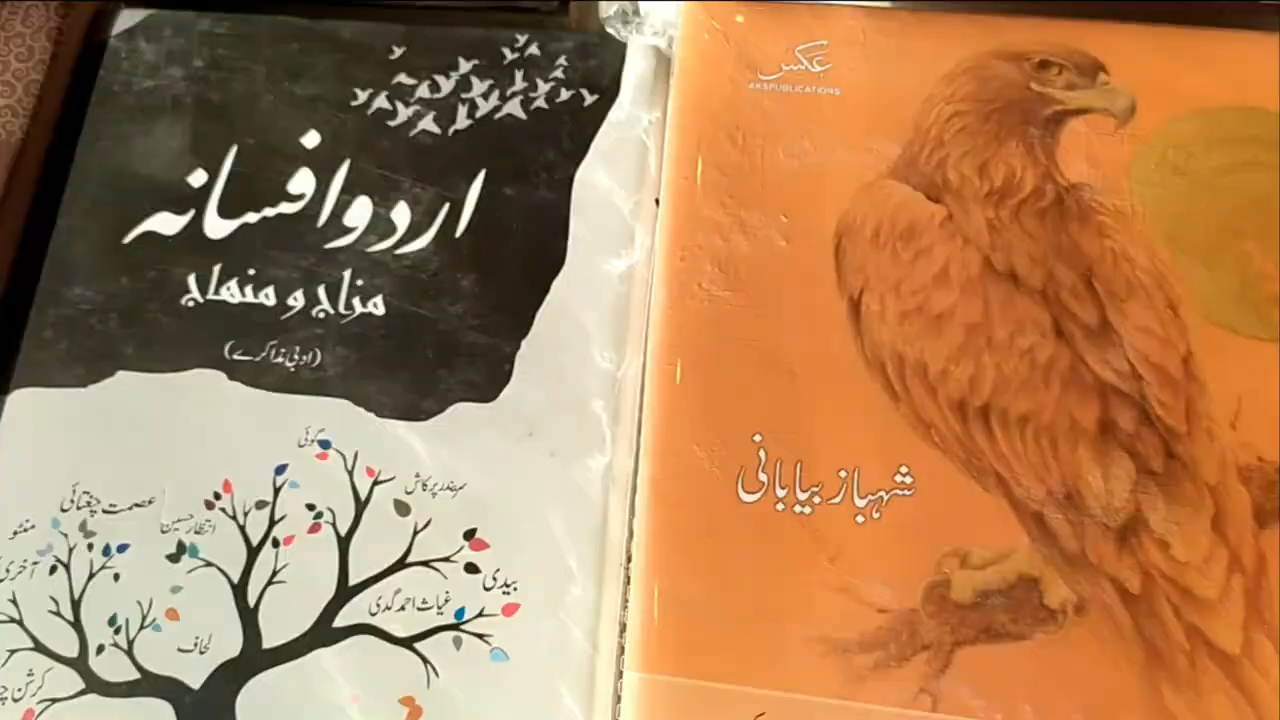 اردو افسانہ
مزاج و منہاج
(ادبی مذاکرے)
گوئی
سریندر پرکاش
عصمت چغتائی
انتظار حسین
منٹو
آخری
بیدی
غیاث احمد گدی
لحاف
کرشن
عکس
AKSPUBLICATIONS
شہباز بیابانی